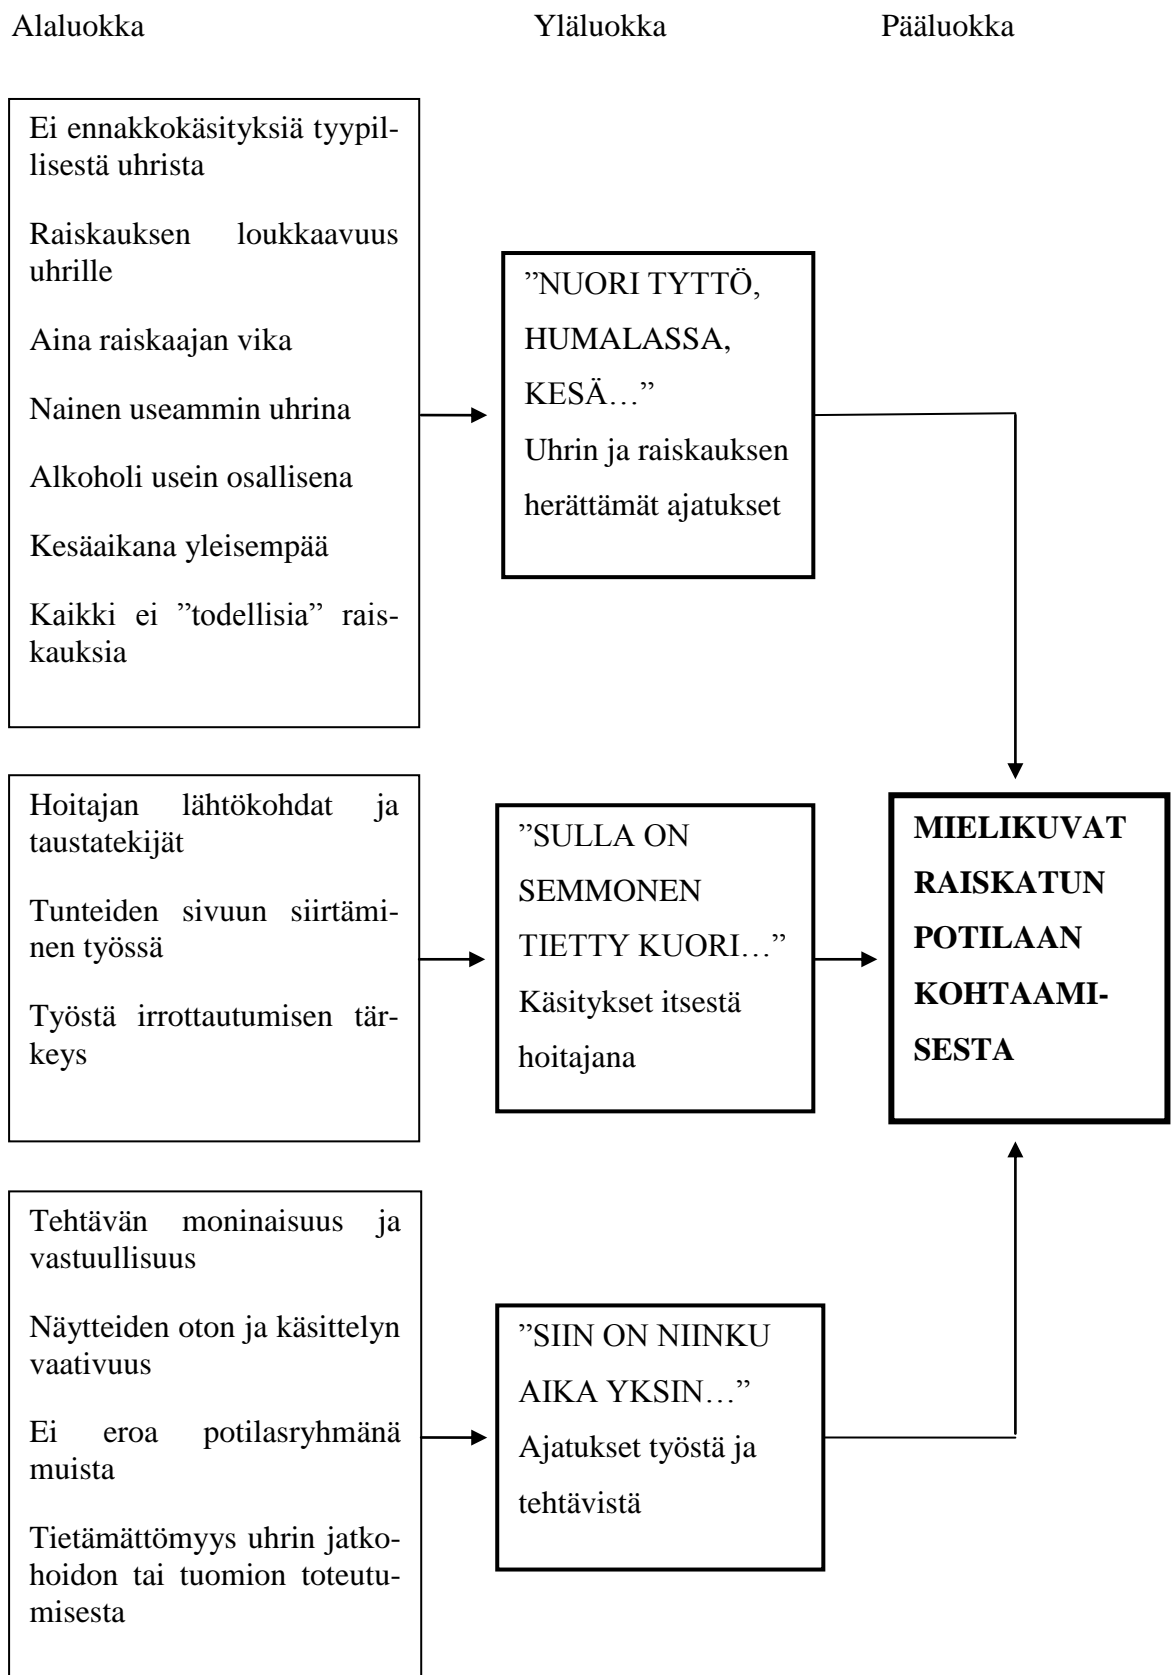 Alaluokka Yläluokka Pääluokka
Ei ennakkokäsityksiä tyypil-
lisestä uhrista
Raiskauksen loukkaavuus
uhrille
Aina raiskaajan vika
Nainen useammin uhrina
Alkoholi usein osallisena
Kesäaikana yleisempää
Kaikki ei ”todellisia” rais-
kauksia
”NUORI TYTTÖ,
HUMALASSA,
KESÄ…”
Uhrin ja raiskauksen
herättämät ajatukset
Hoitajan lähtökohdat ja
taustatekijät
Tunteiden sivuun siirtämi-
nen työssä
Työstä irrottautumisen tär-
keys
”SULLA ON
SEMMONEN
TIETTY KUORI…”
Käsitykset itsestä
hoitajana
MIELIKUVAT
RAISKATUN
POTILAAN
KOHTAAMI-
SESTA
Tehtävän moninaisuus ja
vastuullisuus
Näytteiden oton ja käsittelyn
vaativuus
Ei eroa potilasryhmänä
muista
Tietämättömyys uhrin jatko-
hoidon tai tuomion toteutu-
misesta
”SIIN ON NIINKU
AIKA YKSIN…”
Ajatukset työstä ja
tehtävistä